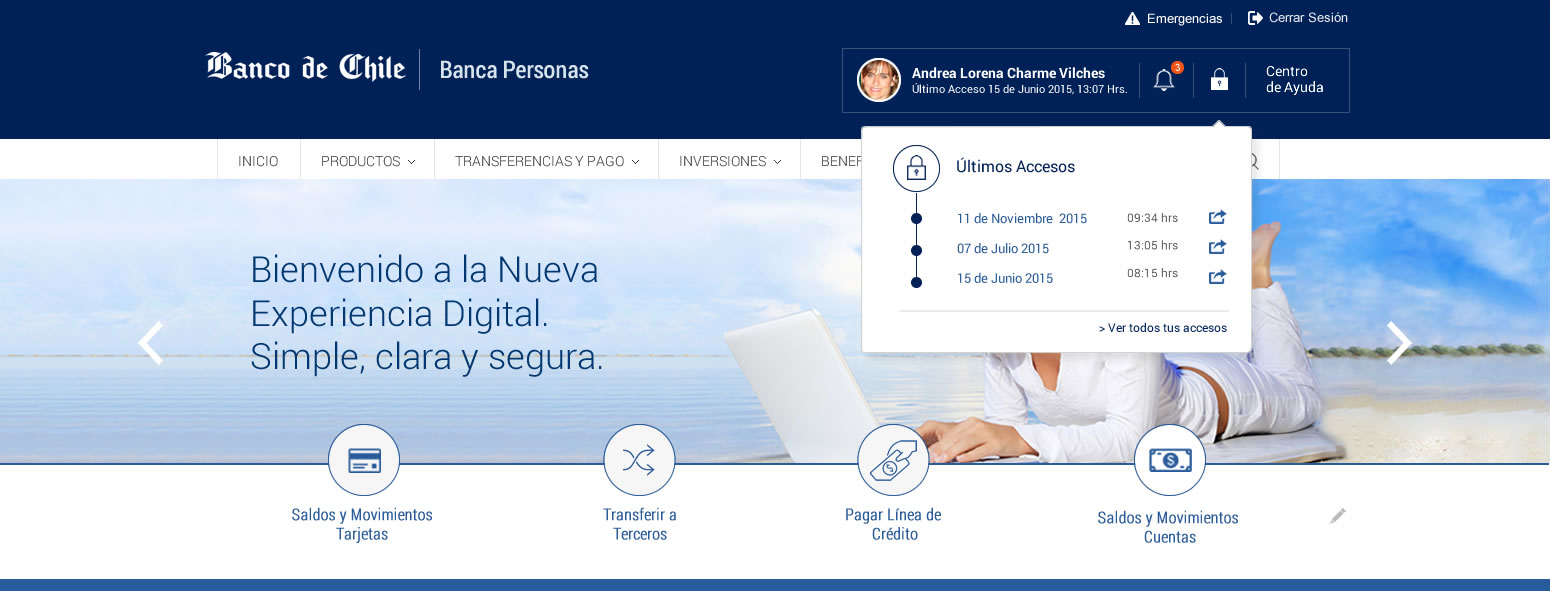 Emergencias
Cerrar Sesión
Banco de Chile
Banca Personas
Andrea Lorena Charme Vilches
Último Acceso 15 de Junio 2015, 13:07 Hrs.
3
Centro
de Ayuda
INICIO
PRODUCTOS
TRANSFERENCIAS Y PAGO
INVERSIONES
BENEF
Últimos Accesos
11 de Noviembre 2015 09:34 hrs
07 de Julio 2015 13:05 hrs
15 de Junio 2015 08:15 hrs
> Ver todos tus accesos
Bienvenido a la Nueva
Experiencia Digital.
Simple, clara y segura.
Saldos y Movimientos
Tarjetas
Transferir a
Terceros
Pagar Línea de
Crédito
Saldos y Movimientos
Cuentas